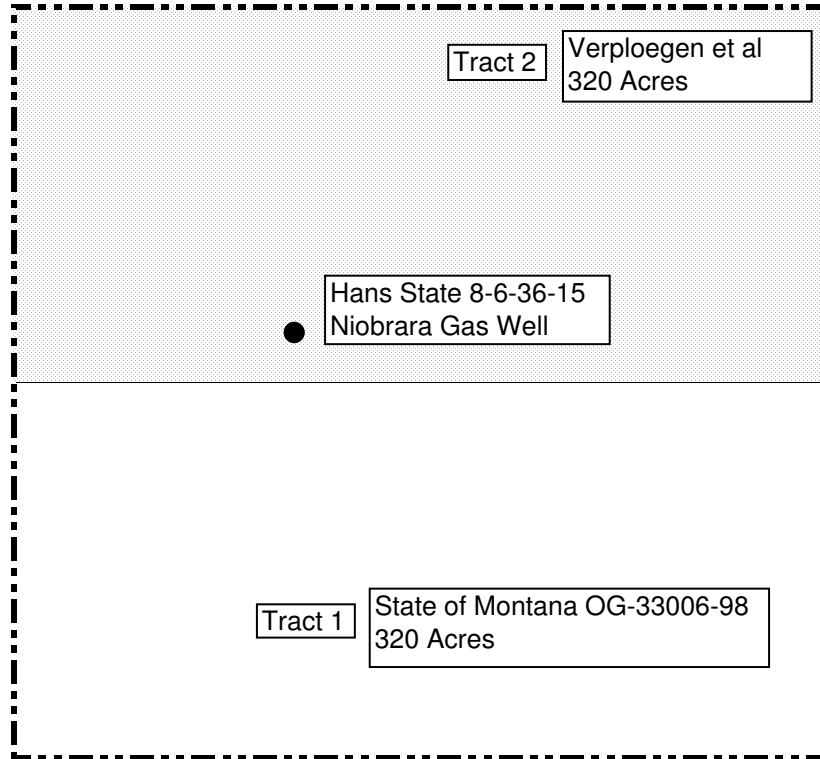 Tract 2
Verploegen et al
320 Acres
Hans State 8-6-36-15
Niobrara Gas Well
Tract 1
State of Montana OG-33006-98
320 Acres